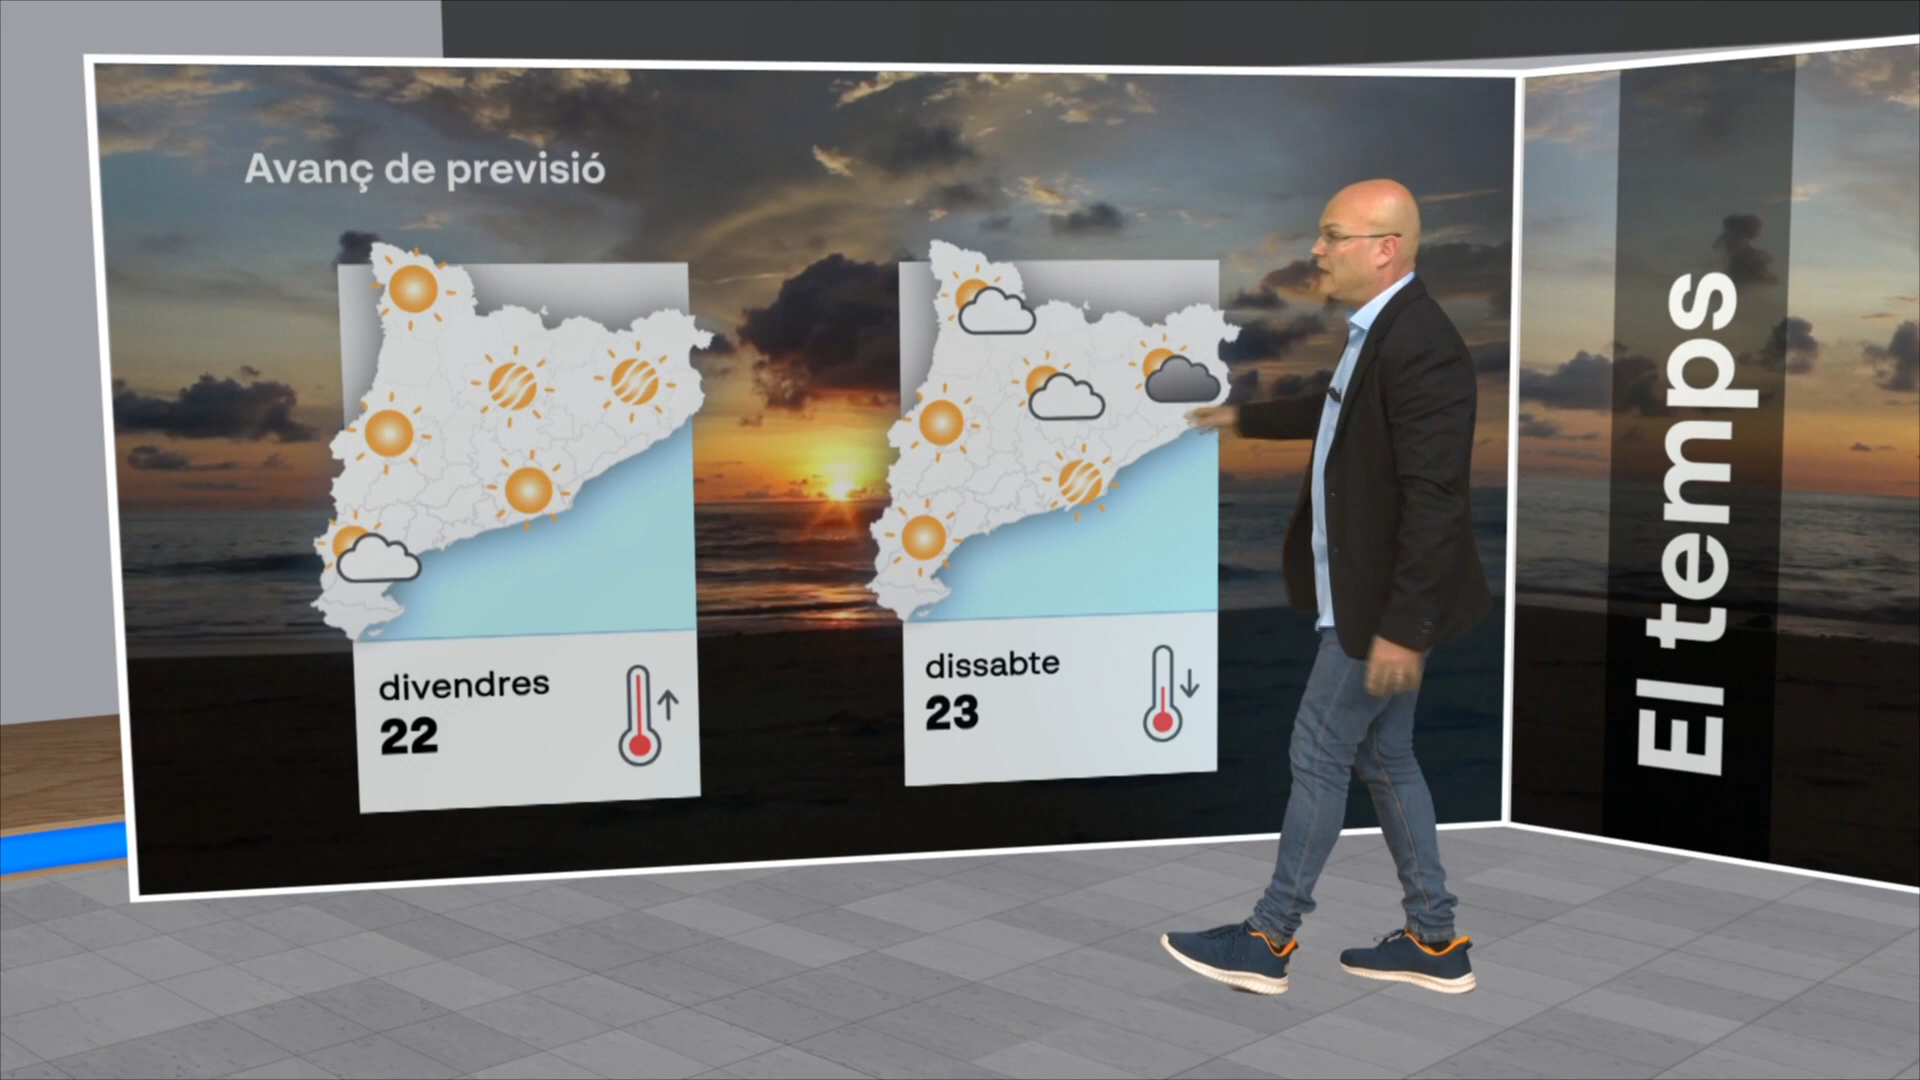 Avanç de previsió
divendres
22
dissabte
23
El temps